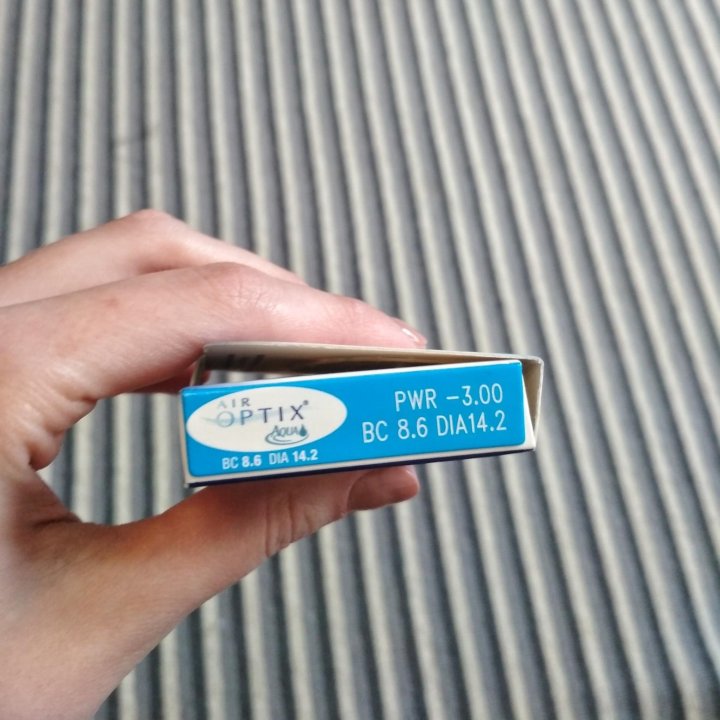 AIR
OPTIX®
AQUA
BC 8.6 DIA 14.2
PWR -3.00
BC 8.6 DIA14.2